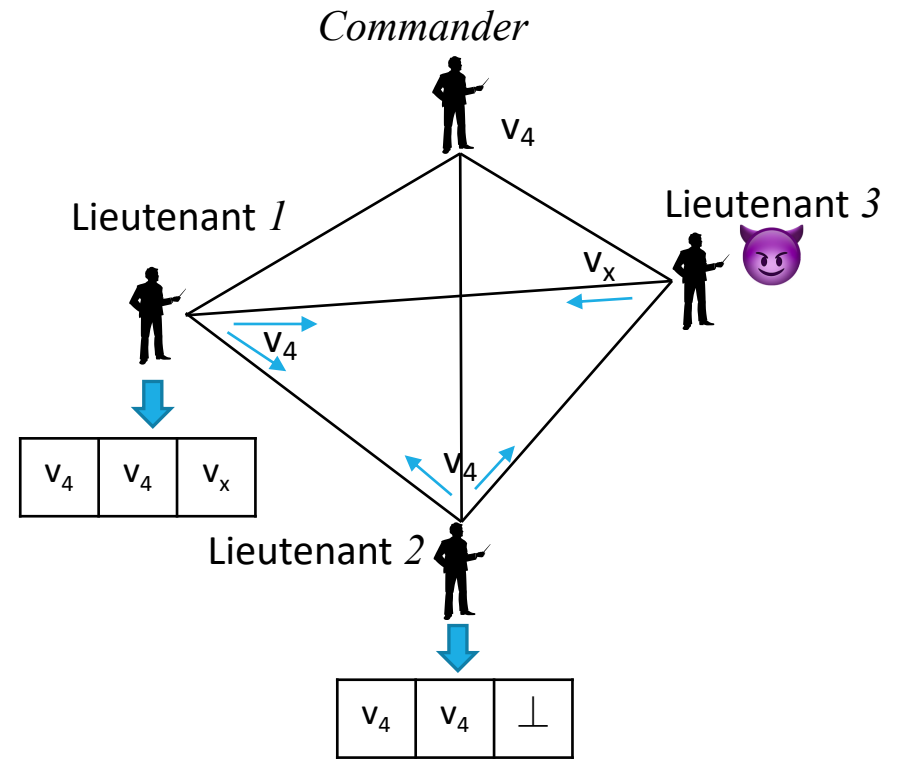 Commander
v₄
Lieutenant 3
Lieutenant 1
vₓ
v₄
v₄ v₄ vₓ
v₄
Lieutenant 2
v₄ v₄ ⊥